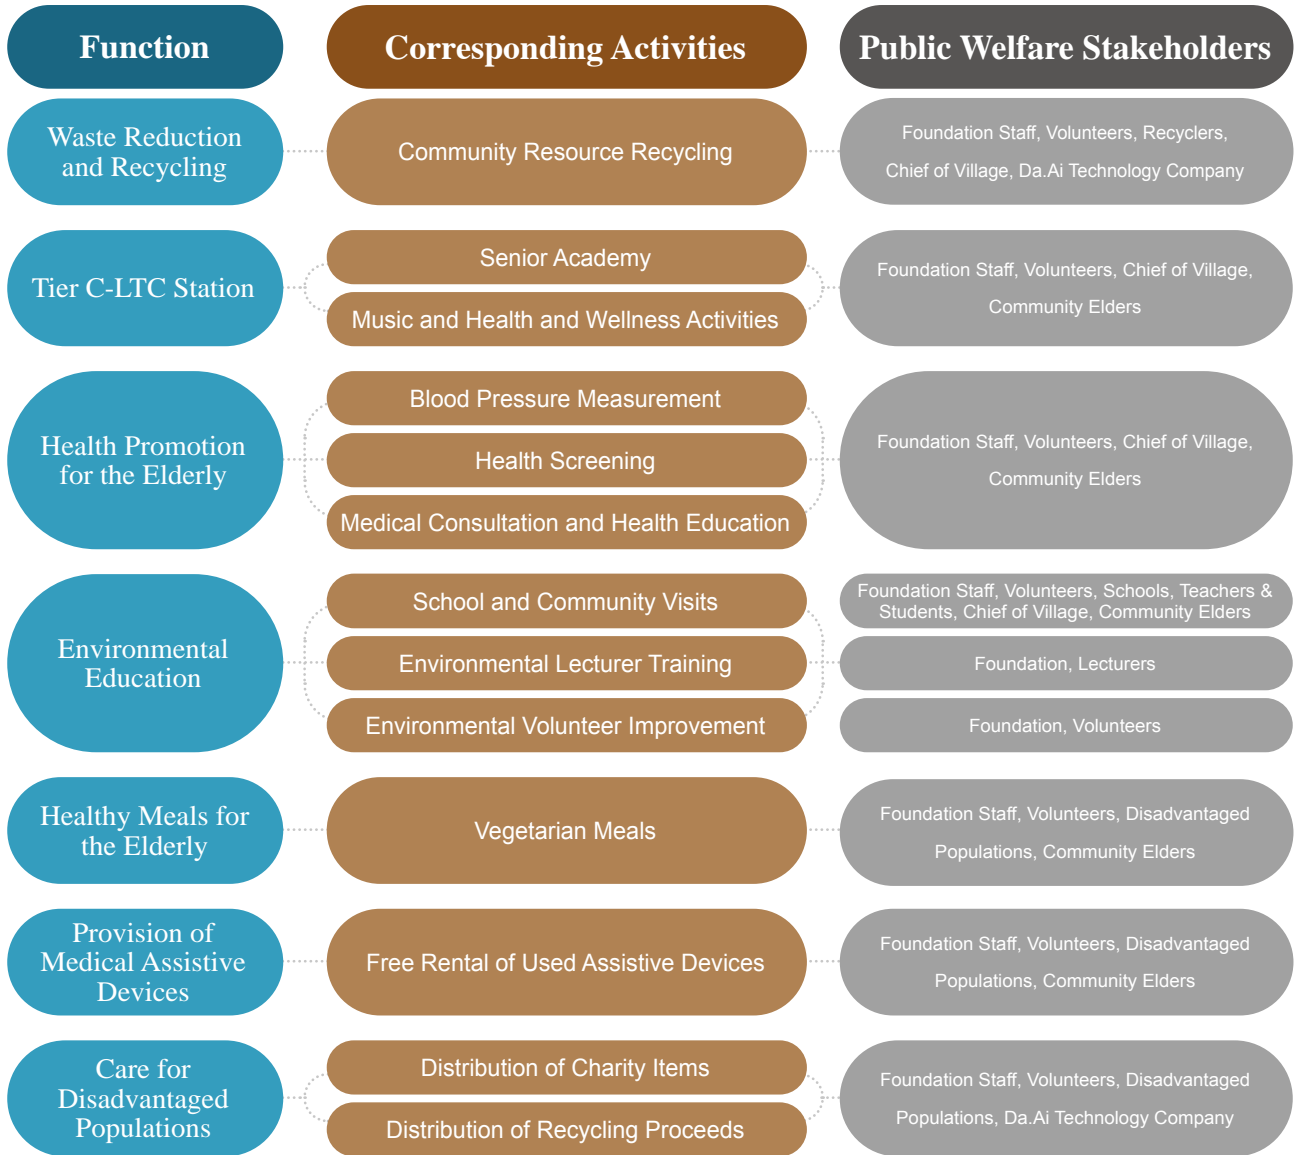 Function
Corresponding Activities
Public Welfare Stakeholders
Waste Reduction
and Recycling
Community Resource Recycling
Foundation Staff, Volunteers, Recyclers,
Chief of Village, Da.Ai Technology Company
Tier C-LTC Station
Senior Academy
Music and Health and Wellness Activities
Foundation Staff, Volunteers, Chief of Village,
Community Elders
Health Promotion
for the Elderly
Blood Pressure Measurement
Health Screening
Medical Consultation and Health Education
Foundation Staff, Volunteers, Chief of Village,
Community Elders
Environmental
Education
School and Community Visits
Environmental Lecturer Training
Environmental Volunteer Improvement
Foundation Staff, Volunteers, Schools, Teachers &
Students, Chief of Village, Community Elders
Foundation, Lecturers
Foundation, Volunteers
Healthy Meals for
the Elderly
Vegetarian Meals
Foundation Staff, Volunteers, Disadvantaged
Populations, Community Elders
Provision of
Medical Assistive
Devices
Free Rental of Used Assistive Devices
Foundation Staff, Volunteers, Disadvantaged
Populations, Community Elders
Care for
Disadvantaged
Populations
Distribution of Charity Items
Distribution of Recycling Proceeds
Foundation Staff, Volunteers, Disadvantaged
Populations, Da.Ai Technology Company